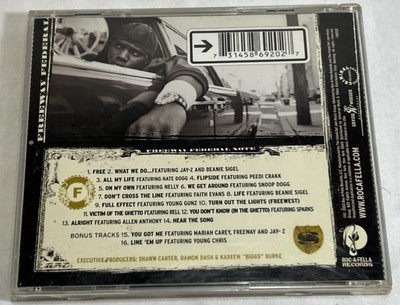 FREEWAY FEDERAL
7 31458 69202 7
WWW.ROCAFELLA.COM
FREEWAY FEDERAL NOTE
1. FREE 2. WHAT WE DO...FEATURING JAY-Z AND BEANIE SIGEL
3. ALL MY LIFE FEATURING NATE DOGG 4. FLIPSIDE FEATURING PEEDI CRAKK
5. ON MY OWN FEATURING NELLY 6. WE GET AROUND FEATURING SNOOP DOGG
7. DON'T CROSS THE LINE FEATURING FAITH EVANS 8. LIFE FEATURING BEANIE SIGEL
9. FULL EFFECT FEATURING YOUNG GUNZ 10. TURN OUT THE LIGHTS (FREEWEST)
11. VICTIM OF THE GHETTO FEATURING RELL 12. YOU DON'T KNOW ON THE GHETTO FEATURING SPARKS
13. ALRIGHT FEATURING ALLEN ANTHONY 14. HEAR THE SONG
F
BONUS TRACKS 15. YOU GOT ME FEATURING MARIAH CAREY, FREEWAY AND JAY-Z
16. LINE 'EM UP FEATURING YOUNG CHRIS
EXECUTIVE PRODUCERS: SHAWN CARTER, DAMON DASH & KAREEM "BIGGS" BURKE
ROC-A-FELLA
RECORDS